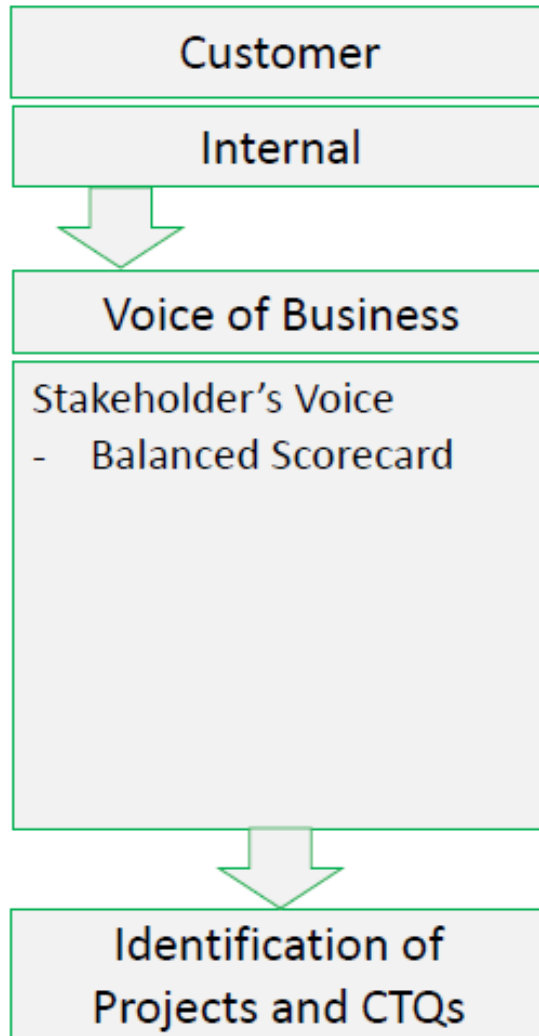 Customer
Internal
Voice of Business
Stakeholder’s Voice
- Balanced Scorecard
Identification of
Projects and CTQs